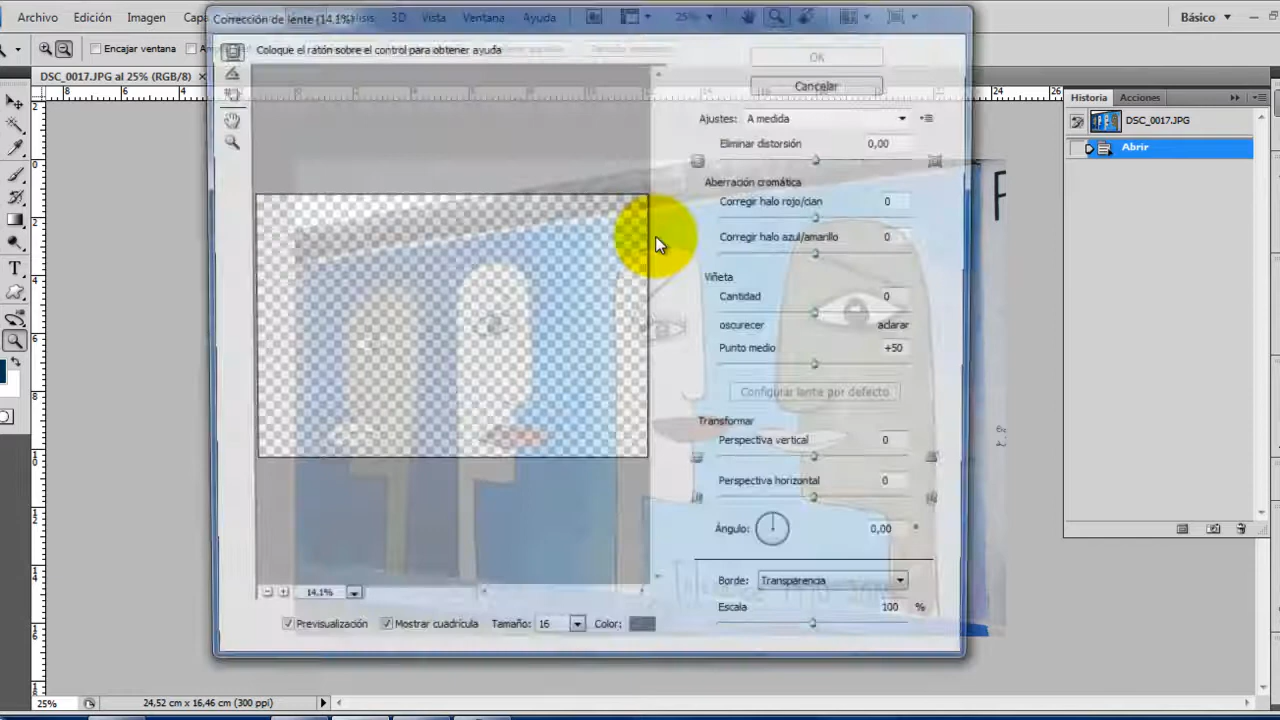 Archivo Edición Imagen Capa Análisis 3D Vista Ventana Ayuda 25% Básico
Corrección de lente (14.1%)
Encajar ventana
Coloque el ratón sobre el control para obtener ayuda
OK
DSC_0017.JPG al 25% (RGB/8)
Cancelar
Historia Acciones
DSC_0017.JPG
Abrir
Ajustes: A medida
Eliminar distorsión 0,00
Aberración cromática
Corregir halo rojo/cian 0
Corregir halo azul/amarillo 0
Viñeta
Cantidad 0
oscurecer aclarar
Punto medio +50
Configurar lente por defecto
Transformar
Perspectiva vertical 0
Perspectiva horizontal 0
Ángulo: 0,00 °
Borde: Transparencia
Escala 100 %
14.1%
Previsualización Mostrar cuadrícula Tamaño: 16 Color:
25% 24,52 cm x 16,46 cm (300 ppi)